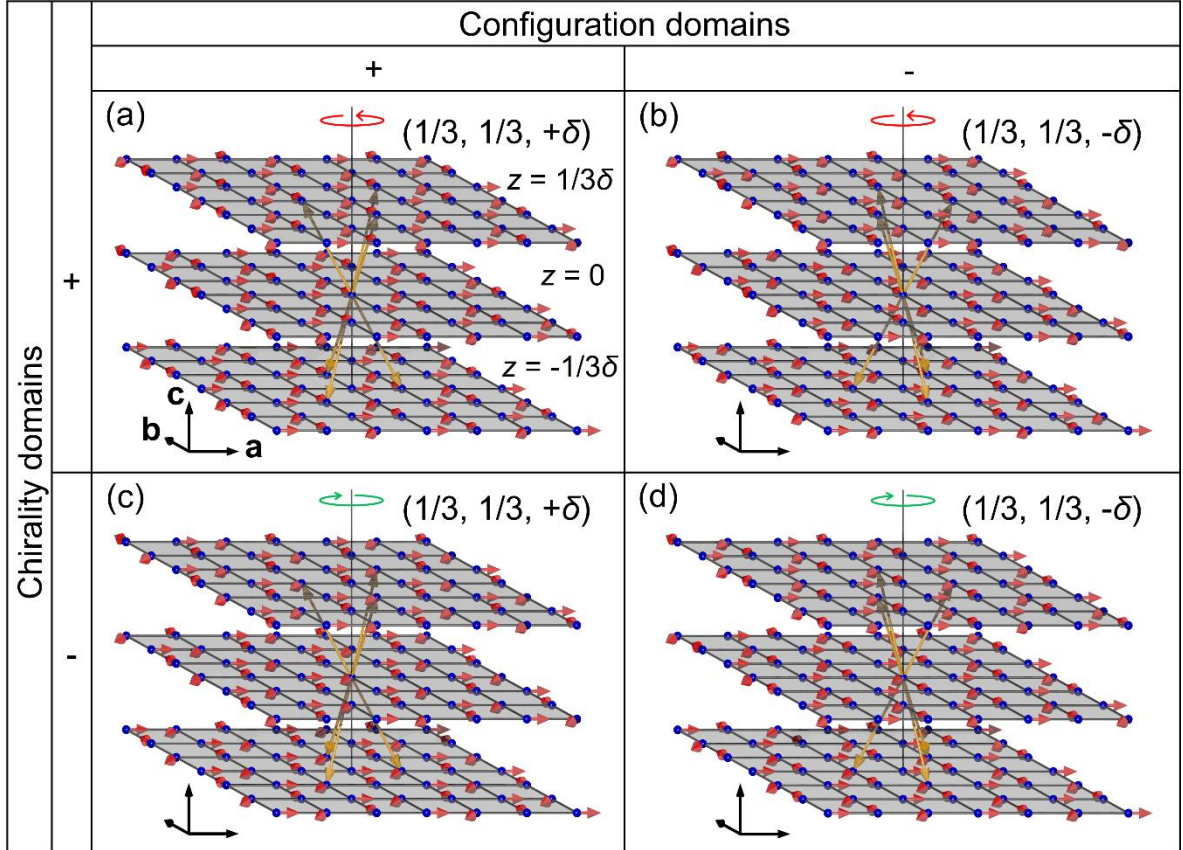 Configuration domains
+
-
Chirality domains
+
-
(a)
(1/3, 1/3, +δ)
z = 1/3δ
z = 0
z = -1/3δ
c
b
a
(b)
(1/3, 1/3, -δ)
(c)
(1/3, 1/3, +δ)
(d)
(1/3, 1/3, -δ)